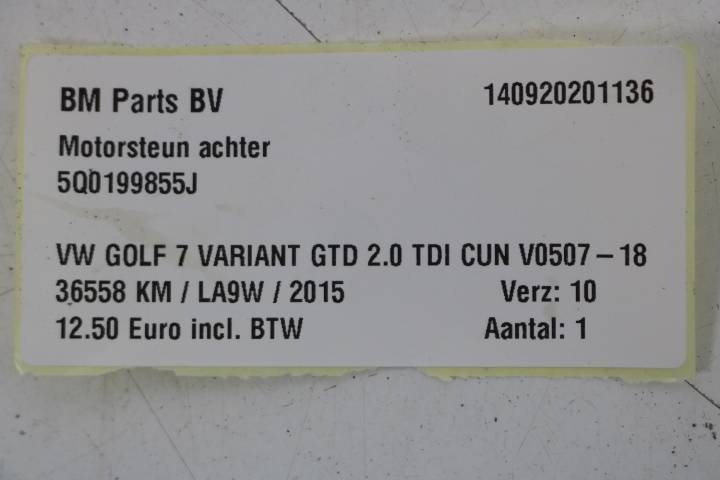 BM Parts BV 140920201136
Motorsteun achter
5Q0199855J
VW GOLF 7 VARIANT GTD 2.0 TDI CUN V0507 – 18
36558 KM / LA9W / 2015 Verz: 10
12.50 Euro incl. BTW Aantal: 1